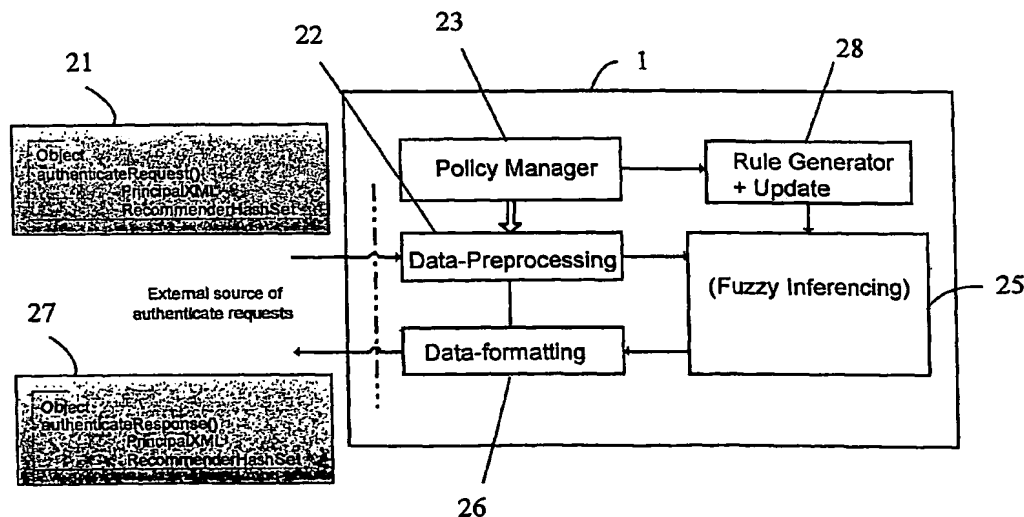 23
28
22
1
21
Object
authenticateRequest()
PrincipalXML
RecommenderHashSet
Policy Manager
Rule Generator
+ Update
Data-Preprocessing
(Fuzzy Inferencing)
25
External source of
authenticate requests
27
Data-formatting
Object
authenticateResponse()
PrincipalXML
RecommenderHashSet
26